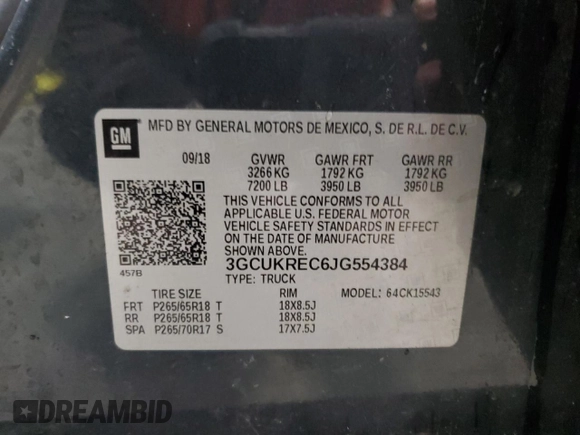 GM
MFD BY GENERAL MOTORS DE MEXICO, S. DE R.L. DE C.V.
09/18 GVWR GAWR FRT GAWR RR
3266 KG 1792 KG 1792 KG
7200 LB 3950 LB 3950 LB
THIS VEHICLE CONFORMS TO ALL
APPLICABLE U.S. FEDERAL MOTOR
VEHICLE SAFETY STANDARDS IN EFFECT
ON THE DATE OF MANUFACTURE
SHOWN ABOVE.
457B
3GCUKREC6JG554384
TYPE: TRUCK
TIRE SIZE RIM MODEL: 64CK15543
FRT P265/65R18 T 18X8.5J
RR P265/65R18 T 18X8.5J
SPA P265/70R17 S 17X7.5J
DREAMBID